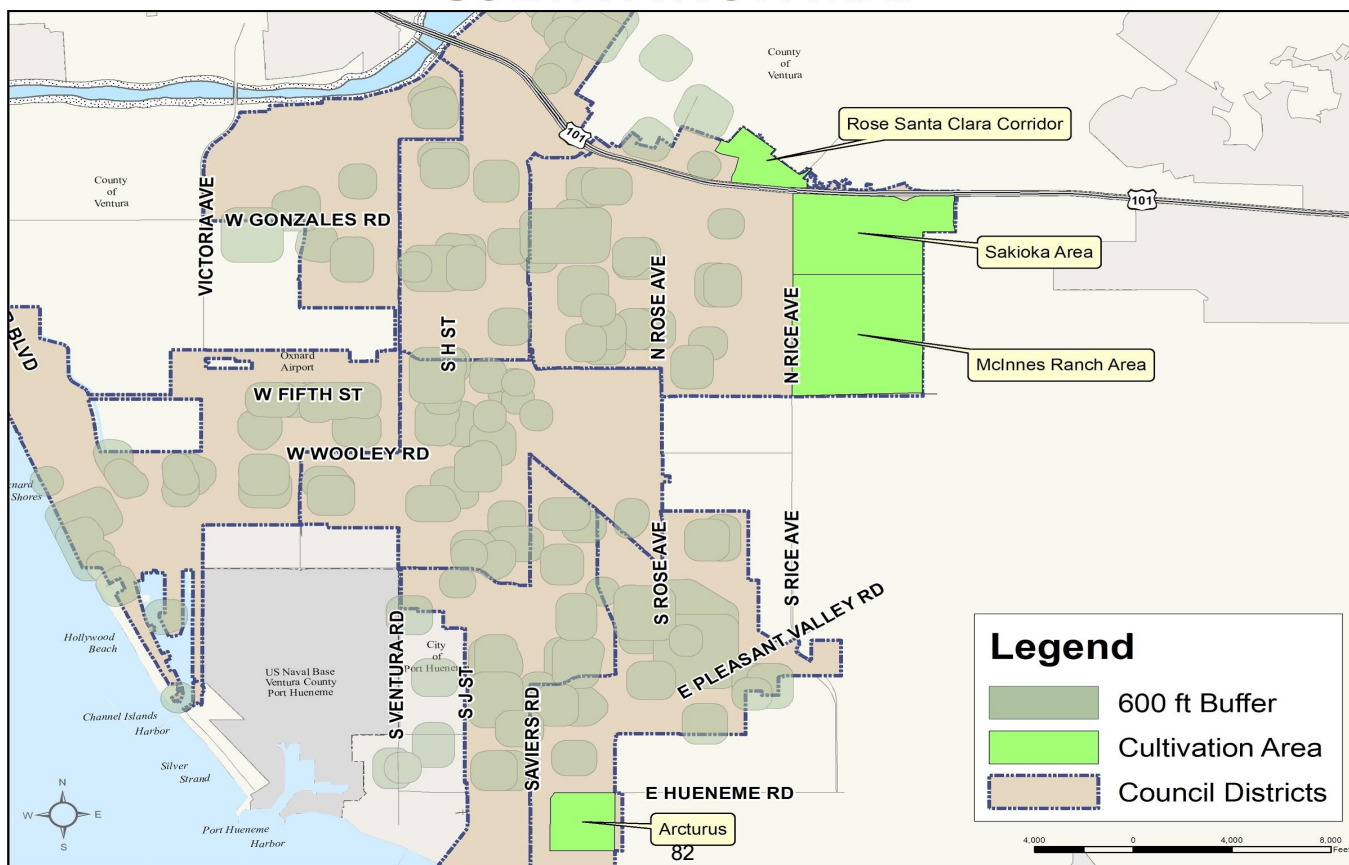 County
of
Ventura
Rose Santa Clara Corridor
101
County
of
Ventura
VICTORIA AVE
W GONZALES RD
101
Sakioka Area
N ROSE AVE
N RICE AVE
S H ST
BLVD
Oxnard
Airport
McInnes Ranch Area
W FIFTH ST
W WOOLEY RD
Shores
S ROSE AVE
S RICE AVE
E PLEASANT VALLEY RD
Hollywood
Beach
US Naval Base
Ventura County
Port Hueneme
S VENTURA RD
City
of
Port Huenem
S J ST
SAVIERS RD
Channel Islands
Harbor
Silver
Strand
Port Hueneme
Harbor
E HUENEME RD
Arcturus
82
N
W E
S
Legend
600 ft Buffer
Cultivation Area
Council Districts
4,000 0 4,000 8,000
Feet